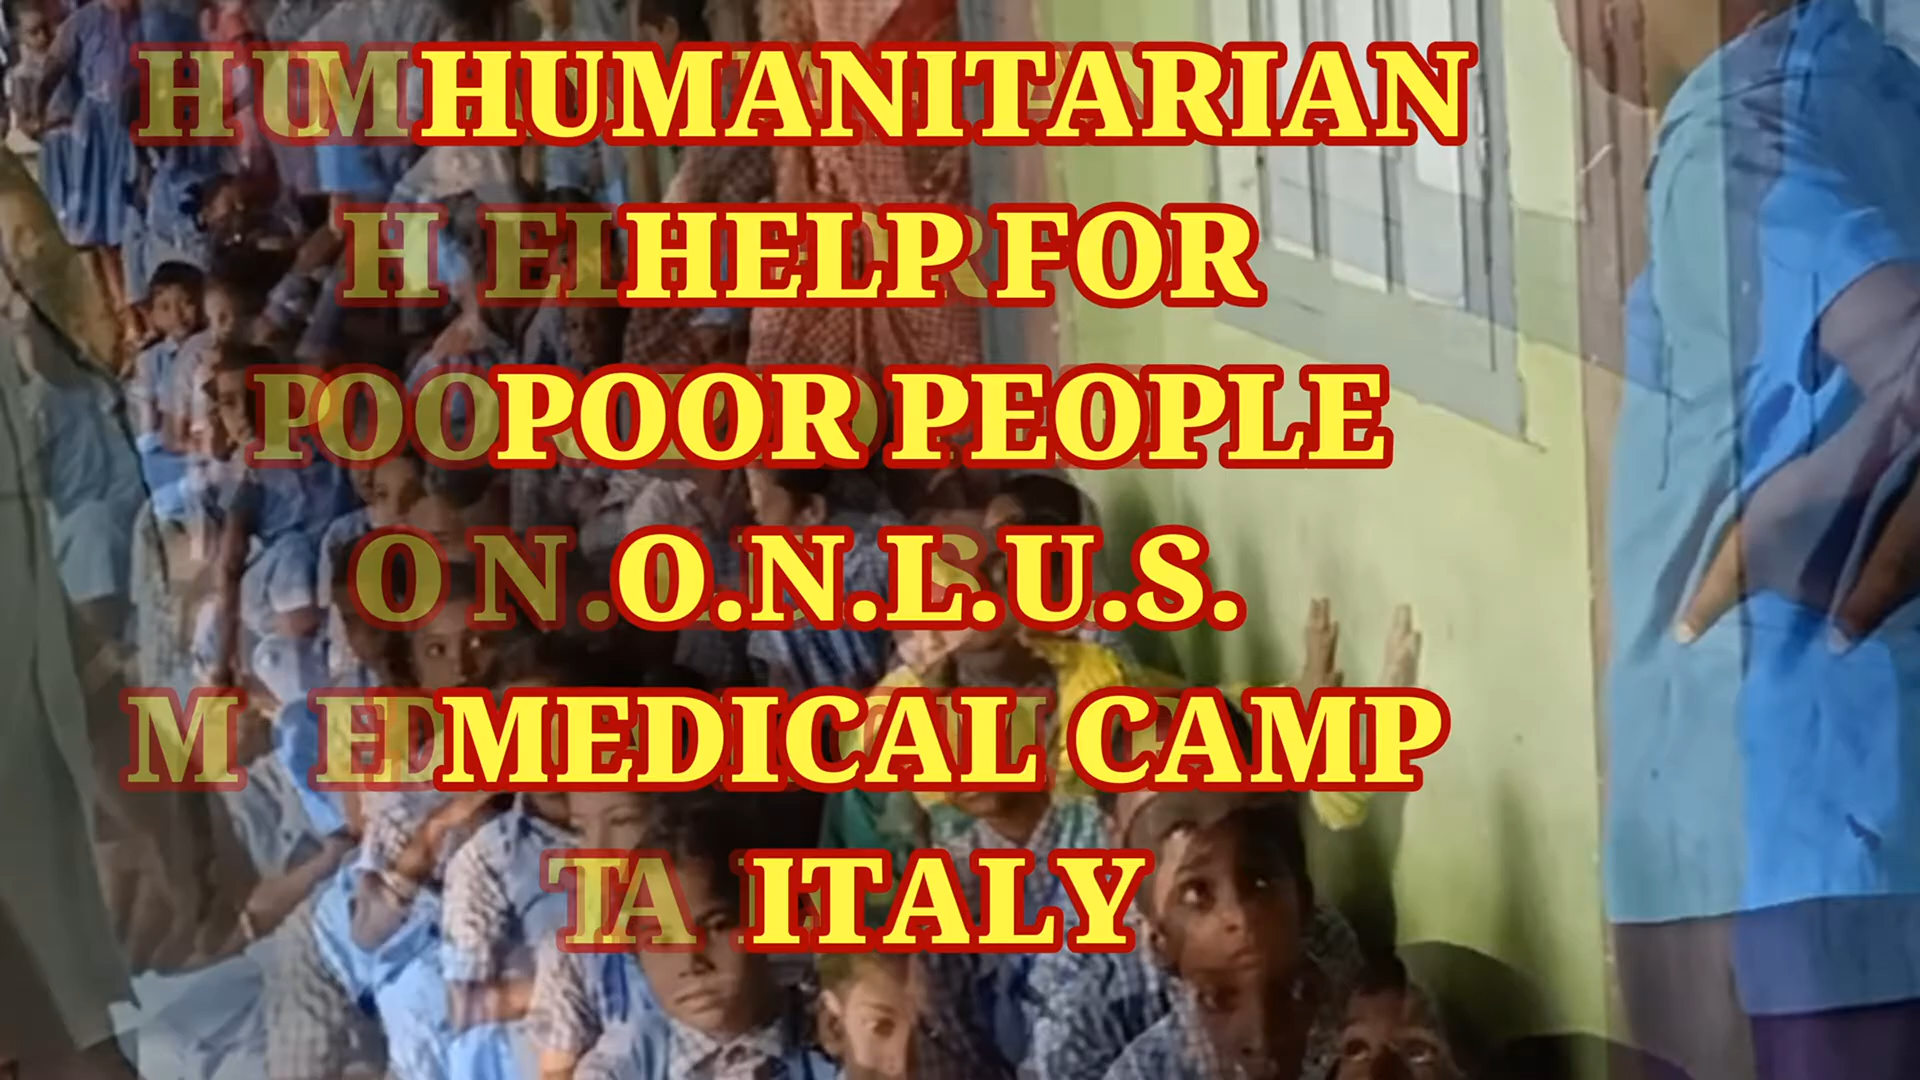 HUMANITARIAN
HELP FOR
POOR PEOPLE
O.N.L.U.S.
MEDICAL CAMP
ITALY